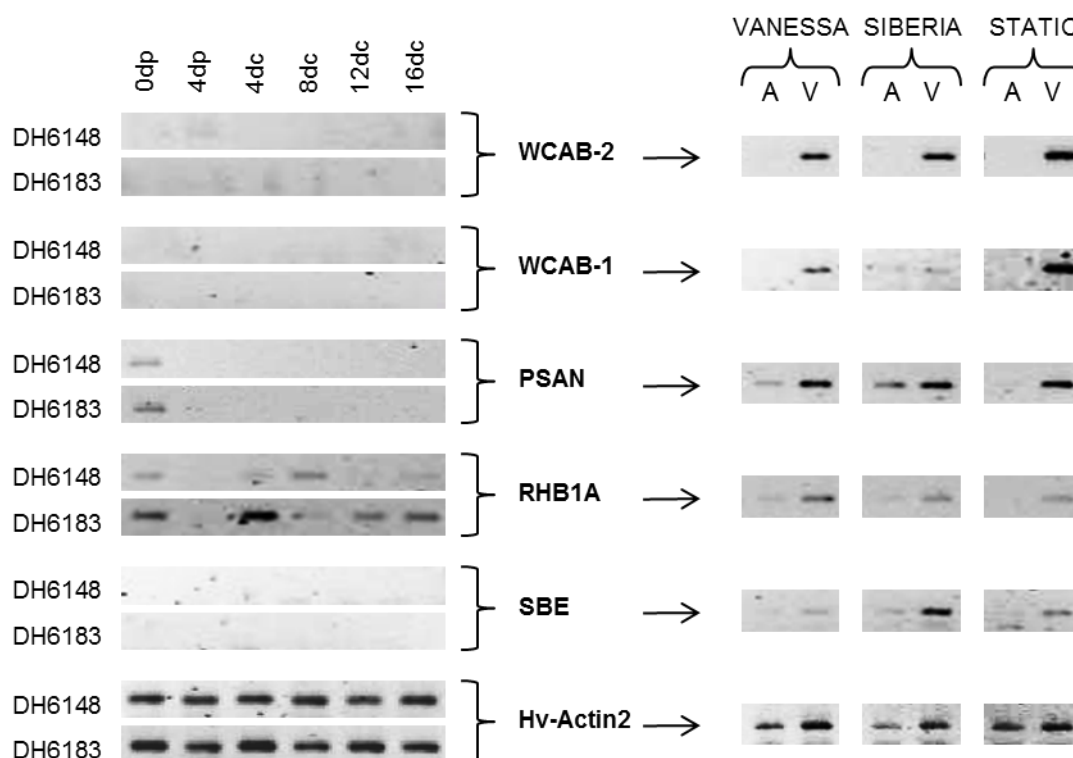 VANESSA SIBERIA STATIC
0dp 4dp 4dc 8dc 12dc 16dc
A V A V A V
DH6148
WCAB-2
DH6183
DH6148
WCAB-1
DH6183
DH6148
PSAN
DH6183
DH6148
RHB1A
DH6183
DH6148
SBE
DH6183
DH6148
Hv-Actin2
DH6183